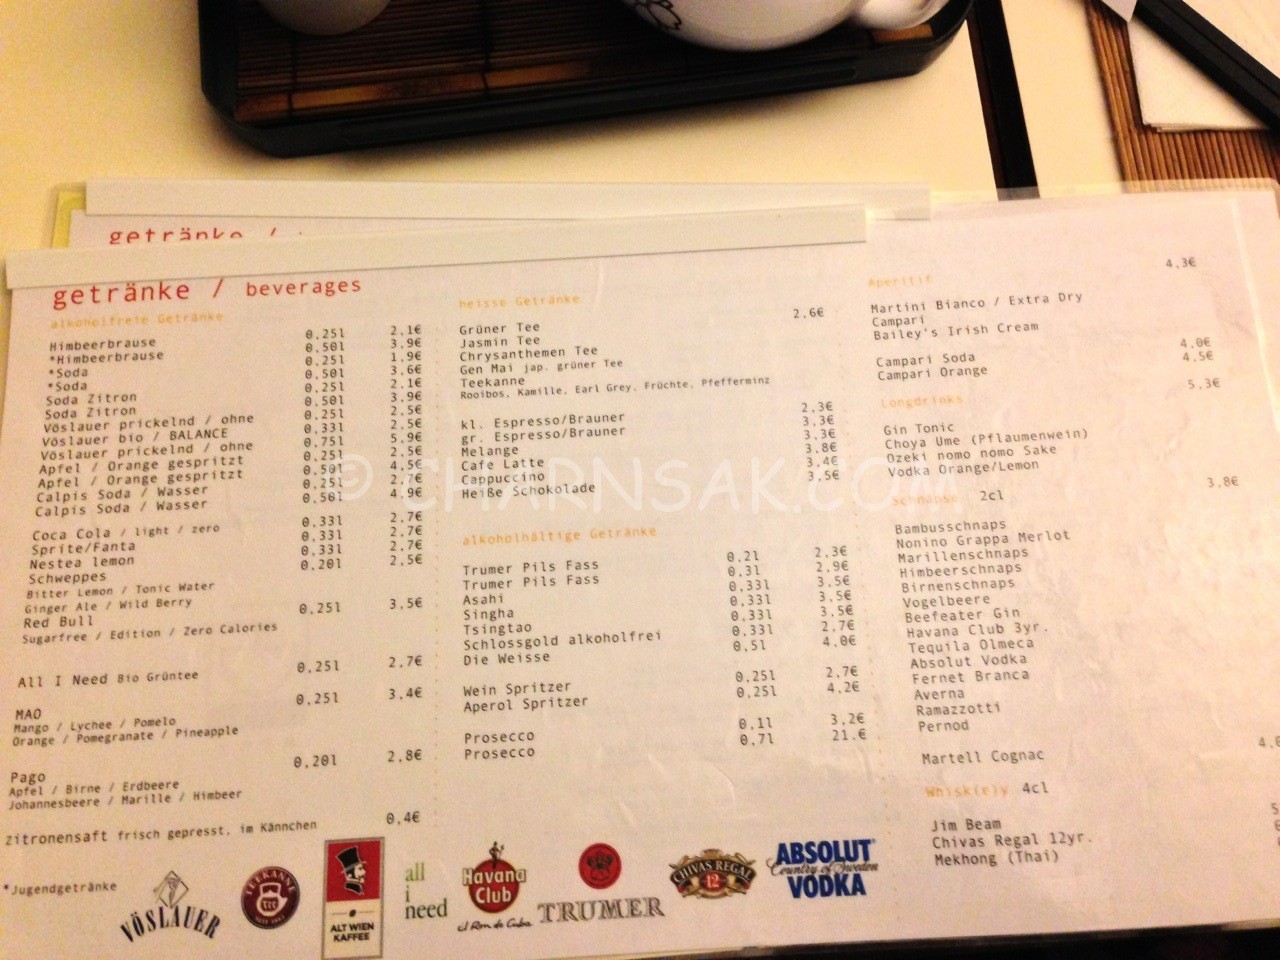 getränke /
getränke / beverages
alkoholfreie Getränke
Himbeerbrause 0,25l 2.1€
*Himbeerbrause 0,50l 3.9€
*Soda 0,25l 1.9€
*Soda 0,50l 3.6€
Soda Zitron 0,25l 2.1€
Soda Zitron 0,50l 3.9€
Vöslauer prickelnd / ohne 0,25l 2.5€
Vöslauer bio / BALANCE 0,33l 2.5€
Vöslauer prickelnd / ohne 0,75l 5.9€
Apfel / Orange gespritzt 0,25l 2.5€
Apfel / Orange gespritzt 0,50l 4.5€
Calpis Soda / Wasser 0,25l 2.7€
Calpis Soda / Wasser 0,50l 4.9€
Coca Cola / light / zero 0,33l 2.7€
Sprite/Fanta 0,33l 2.7€
Nestea lemon 0,33l 2.7€
Schweppes 0,20l 2.5€
Bitter Lemon / Tonic Water
Ginger Ale / Wild Berry
Red Bull 0,25l 3.5€
Sugarfree / Edition / Zero Calories
All I Need Bio Grüntee 0,25l 2.7€
MAO 0,25l 3.4€
Mango / Lychee / Pomelo
Orange / Pomegranate / Pineapple
Pago 0,20l 2.8€
Apfel / Birne / Erdbeere
Johannesbeere / Marille / Himbeer
Zitronensaft frisch gepresst, im Kännchen 0,4€
*Jugendgetränke
heisse Getränke
2.6€
Grüner Tee
Jasmin Tee
Chrysanthemen Tee
Gen Mai jap. grüner Tee
Teekanne
Rooibos, Kamille, Earl Grey, Früchte, Pfefferminz
kl. Espresso/Brauner 2,3€
gr. Espresso/Brauner 3.3€
Melange 3.3€
Cafe Latte 3.8€
Cappuccino 3.4€
Heiße Schokolade 3,5€
alkoholhältige Getränke
Trumer Pils Fass 0,2l 2,3€
Trumer Pils Fass 0,3l 2.9€
Asahi 0,33l 3.5€
Singha 0,33l 3.5€
Tsingtao 0,33l 3.5€
Schlossgold alkoholfrei 0,33l 2.7€
Die Weisse 0,5l 4.0€
Wein Spritzer 0,25l 2,7€
Aperol Spritzer 0,25l 4.2€
Prosecco 0,1l 3.2€
Prosecco 0,7l 21.€
Aperitif
4,3€
Martini Bianco / Extra Dry
Campari
Bailey's Irish Cream
Campari Soda 4.0€
Campari Orange 4.5€
Longdrinks 5,3€
Gin Tonic
Choya Ume (Pflaumenwein)
Ozeki nomo nomo Sake
Vodka Orange/Lemon
Schnäpse 2cl 3.8€
Bambusschnaps
Nonino Grappa Merlot
Marillenschnaps
Himbeerschnaps
Birnenschnaps
Vogelbeere
Beefeater Gin
Havana Club 3yr.
Tequila Olmeca
Absolut Vodka
Fernet Branca
Averna
Ramazzotti
Pernod
Martell Cognac
Whisk(e)y 4cl
Jim Beam
Chivas Regal 12yr.
Mekhong (Thai)
VÖSLAUER
TEEKANNE
ALT WIEN
KAFFEE
all
i
need
Havana
Club
el Ron de Cuba
TRUMER
CHIVAS REGAL
12
ABSOLUT
Country of Sweden
VODKA
© CHARNSAK.COM